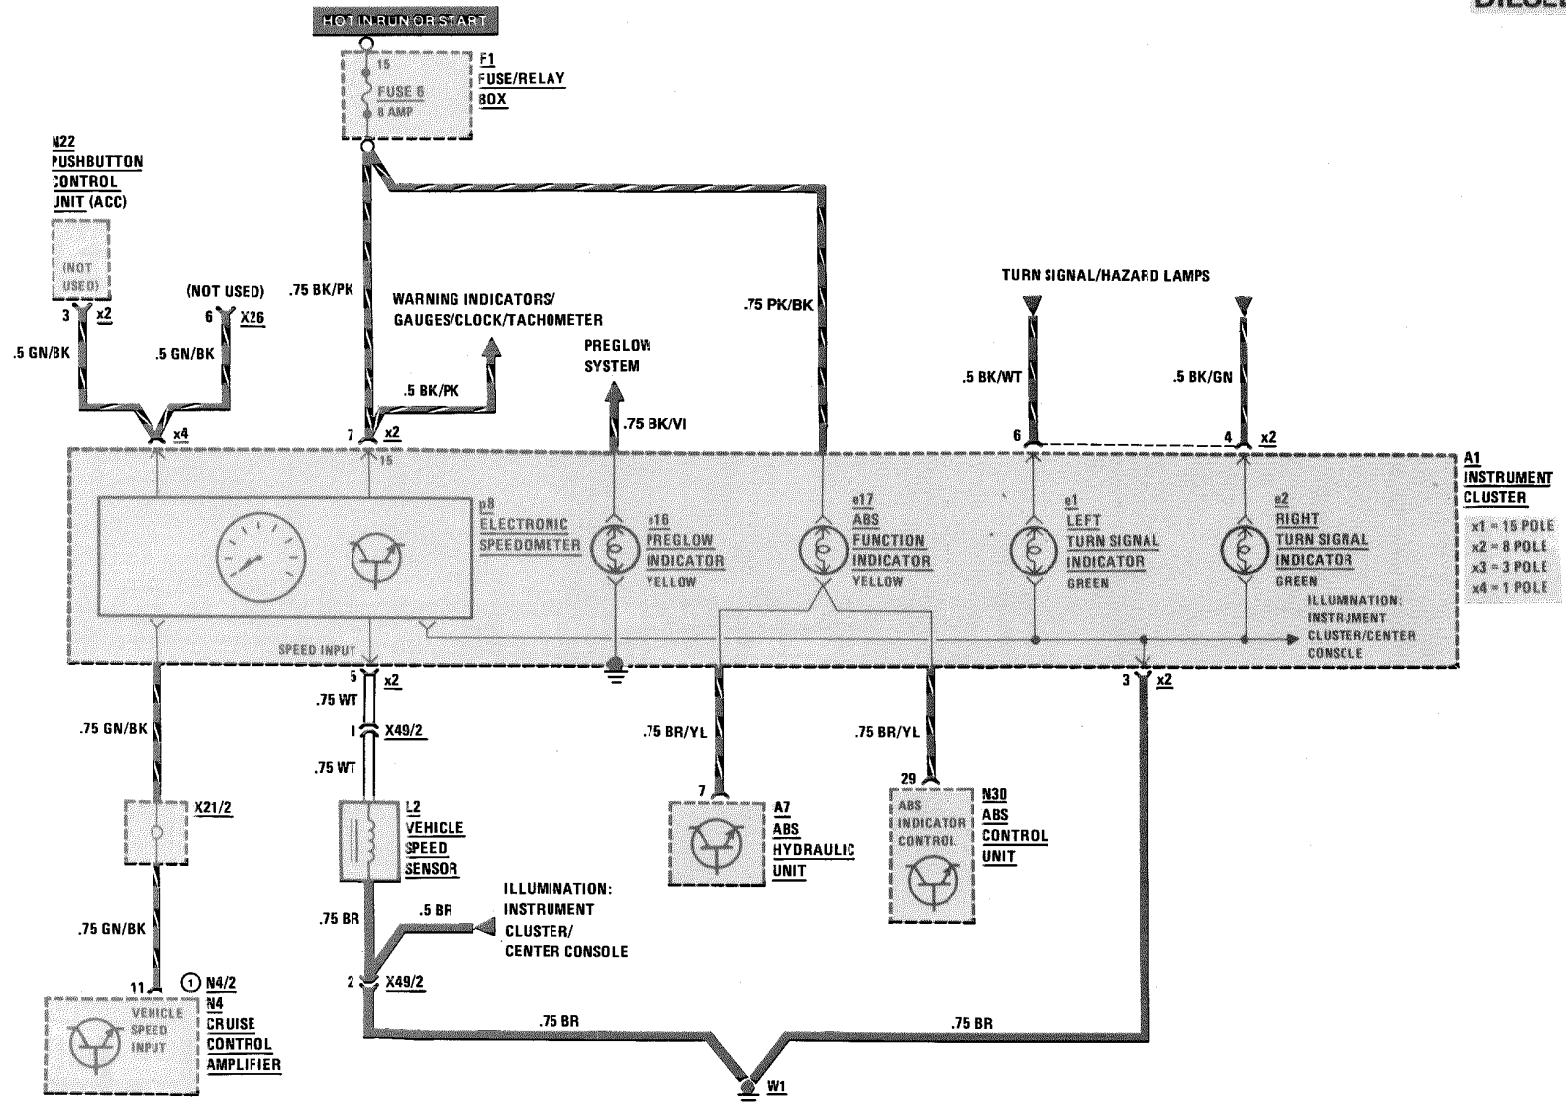 HOT IN RUN OR START
15
FUSE 6
8 AMP
F1
FUSE/RELAY
BOX
N22
PUSHBUTTON
CONTROL
UNIT (ACC)
(NOT
USED)
3
x2
(NOT USED)
6
X26
.5 GN/BK
.5 GN/BK
x4
.75 BK/PK
WARNING INDICATORS/
GAUGES/CLOCK/TACHOMETER
.5 BK/PK
7
x2
15
PREGLOW
SYSTEM
.75 BK/VI
.75 PK/BK
TURN SIGNAL/HAZARD LAMPS
.5 BK/WT
.5 BK/GN
6
4
x2
A1
INSTRUMENT
CLUSTER
x1 = 15 POLE
x2 = 8 POLE
x3 = 3 POLE
x4 = 1 POLE
p8
ELECTRONIC
SPEEDOMETER
e16
PREGLOW
INDICATOR
YELLOW
e17
ABS
FUNCTION
INDICATOR
YELLOW
e1
LEFT
TURN SIGNAL
INDICATOR
GREEN
e2
RIGHT
TURN SIGNAL
INDICATOR
GREEN
ILLUMINATION:
INSTRUMENT
CLUSTER/CENTER
CONSOLE
SPEED INPUT
5
x2
.75 WT
1
X49/2
.75 WT
L2
VEHICLE
SPEED
SENSOR
.75 BR
.5 BR
ILLUMINATION:
INSTRUMENT
CLUSTER/
CENTER CONSOLE
2
X49/2
.75 BR
.75 GN/BK
X21/2
.75 GN/BK
11
1
N4/2
N4
CRUISE
CONTROL
AMPLIFIER
VEHICLE
SPEED
INPUT
.75 BR/YL
7
A7
ABS
HYDRAULIC
UNIT
.75 BR/YL
29
ABS
INDICATOR
CONTROL
N30
ABS
CONTROL
UNIT
3
x2
.75 BR
W1